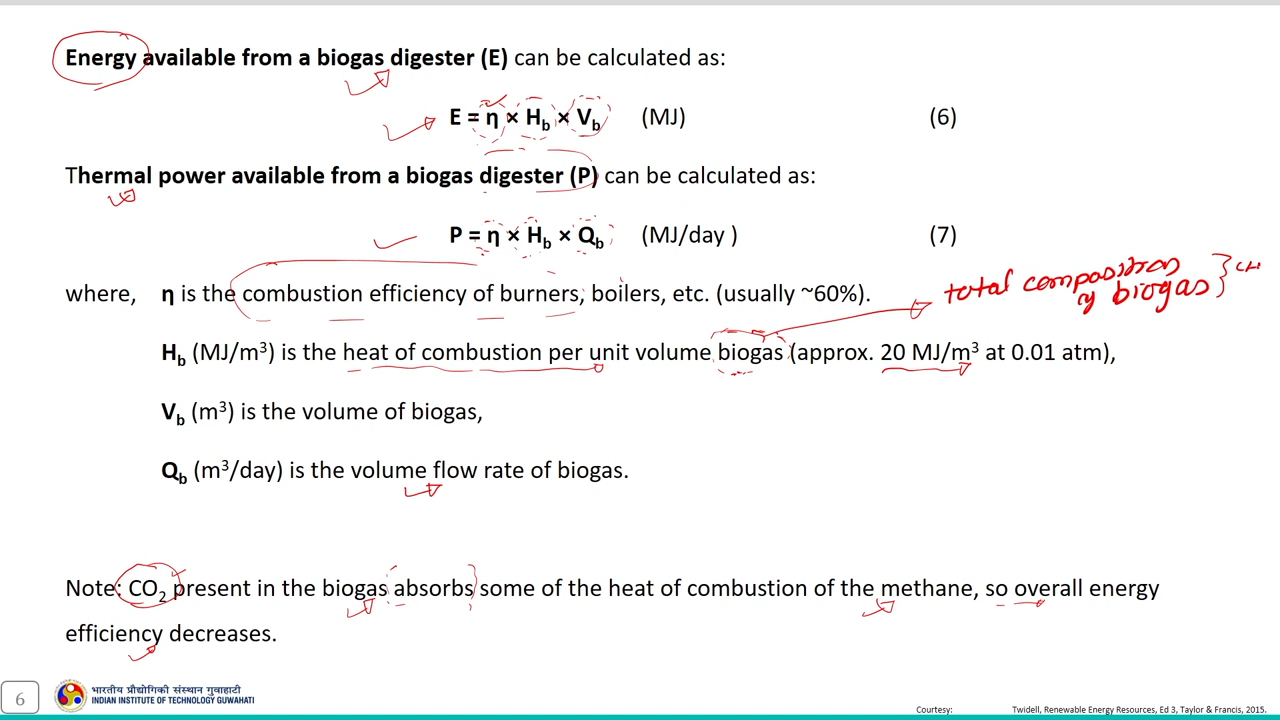 Energy available from a biogas digester (E) can be calculated as:
E = η × Hb × Vb (MJ) (6)
Thermal power available from a biogas digester (P) can be calculated as:
P = η × Hb × Qb (MJ/day ) (7)
total composition
of biogas } CH
where, η is the combustion efficiency of burners, boilers, etc. (usually ~60%).
Hb (MJ/m³) is the heat of combustion per unit volume biogas (approx. 20 MJ/m³ at 0.01 atm),
Vb (m³) is the volume of biogas,
Qb (m³/day) is the volume flow rate of biogas.
Note: CO₂ present in the biogas absorbs some of the heat of combustion of the methane, so overall energy
efficiency decreases.
6
भारतीय प्रौद्योगिकी संस्थान गुवाहाटी
INDIAN INSTITUTE OF TECHNOLOGY GUWAHATI
Courtesy: Twidell, Renewable Energy Resources, Ed 3, Taylor & Francis, 2015.